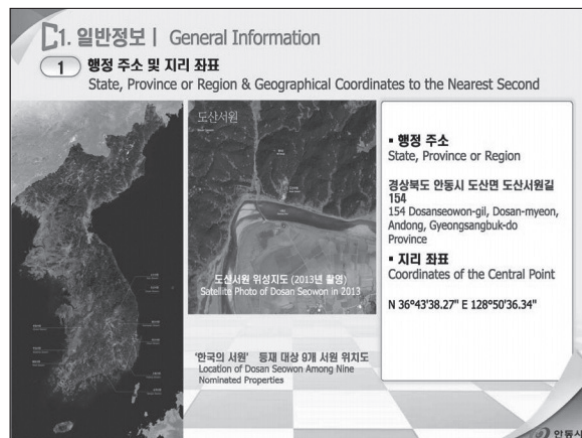 1. 일반정보 | General Information
1 행정 주소 및 지리 좌표
State, Province or Region & Geographical Coordinates to the Nearest Second
도산서원
도산서원 위성지도 (2013년 촬영)
Satellite Photo of Dosan Seowon in 2013
'한국의 서원' 등재 대상 9개 서원 위치도
Location of Dosan Seowon Among Nine
Nominated Properties
▪ 행정 주소
State, Province or Region
경상북도 안동시 도산면 도산서원길
154
154 Dosanseowon-gil, Dosan-myeon,
Andong, Gyeongsangbuk-do
Province
▪ 지리 좌표
Coordinates of the Central Point
N 36°43'38.27" E 128°50'36.34"
안동시